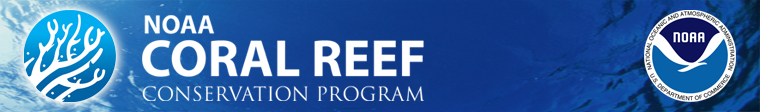 NOAA
CORAL REEF
CONSERVATION PROGRAM
NATIONAL OCEANIC AND ATMOSPHERIC ADMINISTRATION
NOAA
U.S. DEPARTMENT OF COMMERCE